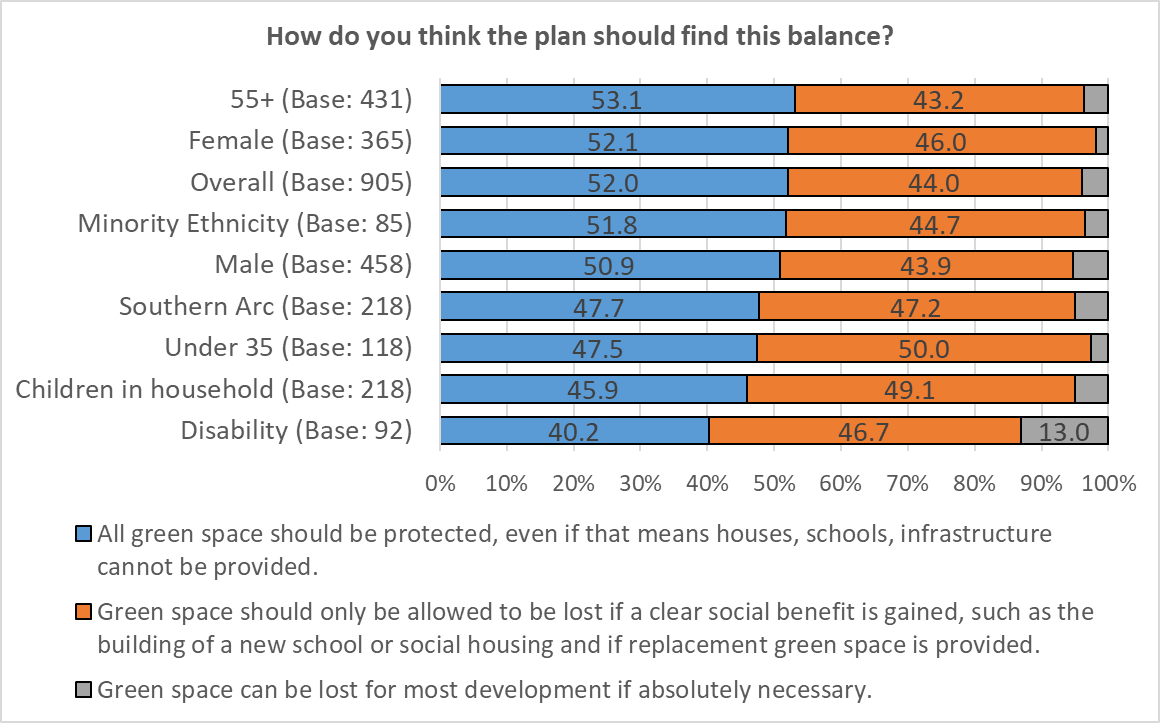 How do you think the plan should find this balance?
55+ (Base: 431) 53.1 43.2
Female (Base: 365) 52.1 46.0
Overall (Base: 905) 52.0 44.0
Minority Ethnicity (Base: 85) 51.8 44.7
Male (Base: 458) 50.9 43.9
Southern Arc (Base: 218) 47.7 47.2
Under 35 (Base: 118) 47.5 50.0
Children in household (Base: 218) 45.9 49.1
Disability (Base: 92) 40.2 46.7 13.0
0% 10% 20% 30% 40% 50% 60% 70% 80% 90% 100%
All green space should be protected, even if that means houses, schools, infrastructure
cannot be provided.
Green space should only be allowed to be lost if a clear social benefit is gained, such as the
building of a new school or social housing and if replacement green space is provided.
Green space can be lost for most development if absolutely necessary.